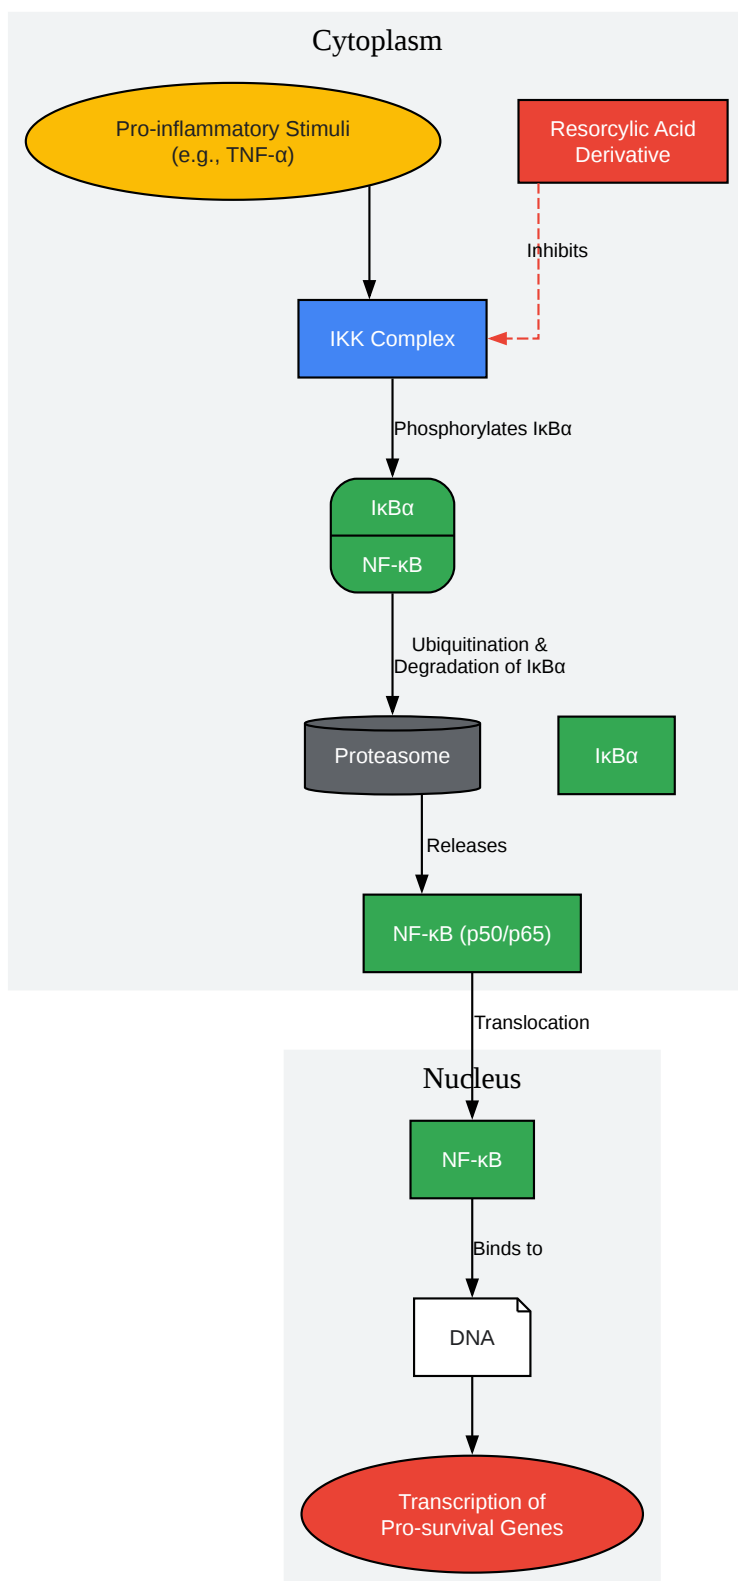 Cytoplasm
Pro-inflammatory Stimuli
(e.g., TNF-α)
Resorcylic Acid
Derivative
Inhibits
IKK Complex
Phosphorylates IκBα
IκBα
NF-κB
Ubiquitination &
Degradation of IκBα
Proteasome
IκBα
Releases
NF-κB (p50/p65)
Translocation
Nucleus
NF-κB
Binds to
DNA
Transcription of
Pro-survival Genes